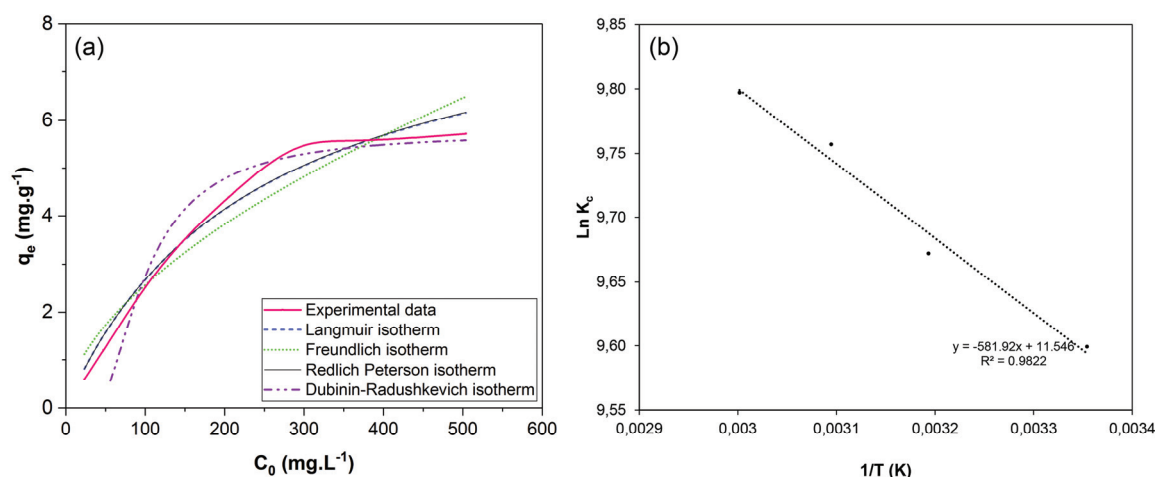 (a)
8
6
4
2
0
0
100
200
300
400
500
600
qₑ (mg.g⁻¹)
C₀ (mg.L⁻¹)
Experimental data
Langmuir isotherm
Freundlich isotherm
Redlich Peterson isotherm
Dubinin-Radushkevich isotherm
(b)
9,85
9,80
9,75
9,70
9,65
9,60
9,55
0,0029
0,003
0,0031
0,0032
0,0033
0,0034
Ln K꜀
1/T (K)
y = -581.92x + 11.546
R² = 0.9822